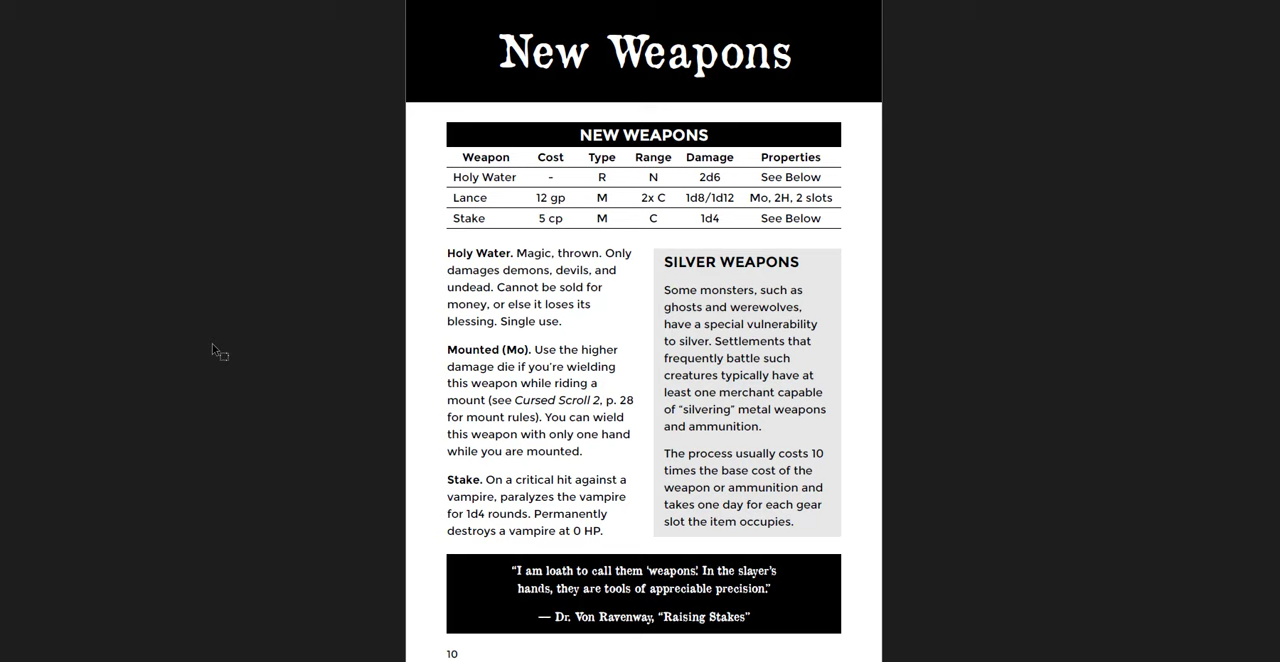 New Weapons
NEW WEAPONS
Weapon Cost Type Range Damage Properties
Holy Water - R N 2d6 See Below
Lance 12 gp M 2x C 1d8/1d12 Mo, 2H, 2 slots
Stake 5 cp M C 1d4 See Below
Holy Water. Magic, thrown. Only
damages demons, devils, and
undead. Cannot be sold for
money, or else it loses its
blessing. Single use.
Mounted (Mo). Use the higher
damage die if you're wielding
this weapon while riding a
mount (see Cursed Scroll 2, p. 28
for mount rules). You can wield
this weapon with only one hand
while you are mounted.
Stake. On a critical hit against a
vampire, paralyzes the vampire
for 1d4 rounds. Permanently
destroys a vampire at 0 HP.
SILVER WEAPONS
Some monsters, such as
ghosts and werewolves,
have a special vulnerability
to silver. Settlements that
frequently battle such
creatures typically have at
least one merchant capable
of "silvering" metal weapons
and ammunition.
The process usually costs 10
times the base cost of the
weapon or ammunition and
takes one day for each gear
slot the item occupies.
“I am loath to call them ‘weapons.’ In the slayer’s
hands, they are tools of appreciable precision.”
— Dr. Von Ravenway, “Raising Stakes”
10